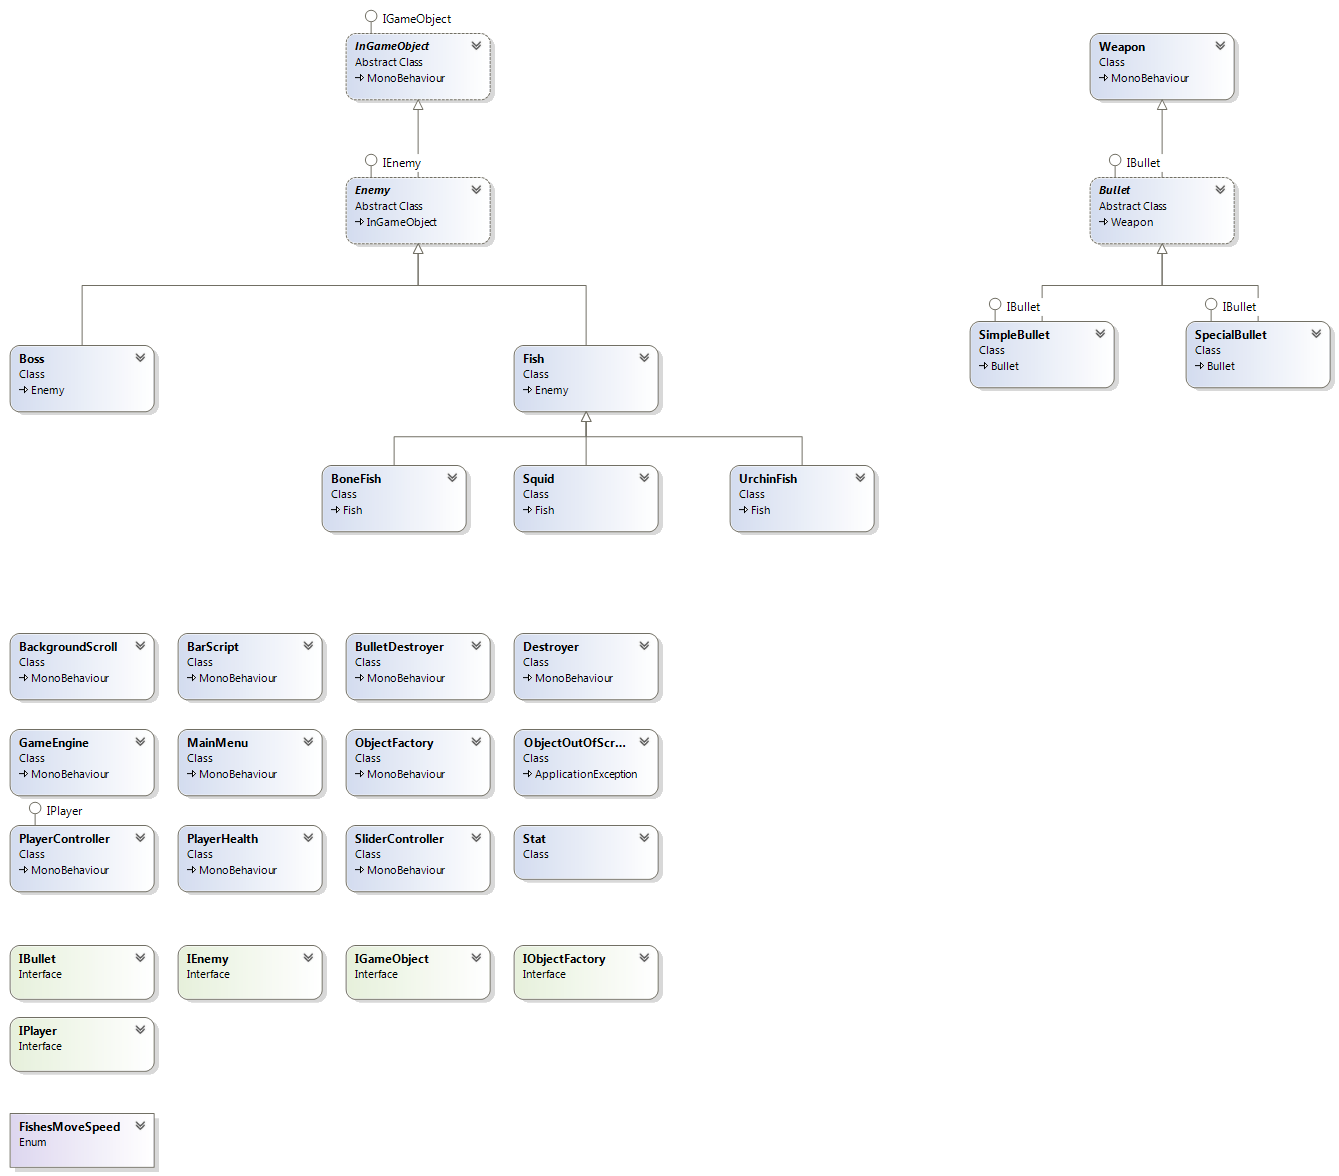 IGameObject
InGameObject
Abstract Class
MonoBehaviour
Weapon
Class
MonoBehaviour
IEnemy
Enemy
Abstract Class
InGameObject
IBullet
Bullet
Abstract Class
Weapon
Boss
Class
Enemy
Fish
Class
Enemy
IBullet
SimpleBullet
Class
Bullet
IBullet
SpecialBullet
Class
Bullet
BoneFish
Class
Fish
Squid
Class
Fish
UrchinFish
Class
Fish
BackgroundScroll
Class
MonoBehaviour
BarScript
Class
MonoBehaviour
BulletDestroyer
Class
MonoBehaviour
Destroyer
Class
MonoBehaviour
GameEngine
Class
MonoBehaviour
MainMenu
Class
MonoBehaviour
ObjectFactory
Class
MonoBehaviour
ObjectOutOfScr...
Class
ApplicationException
IPlayer
PlayerController
Class
MonoBehaviour
PlayerHealth
Class
MonoBehaviour
SliderController
Class
MonoBehaviour
Stat
Class
IBullet
Interface
IEnemy
Interface
IGameObject
Interface
IObjectFactory
Interface
IPlayer
Interface
FishesMoveSpeed
Enum